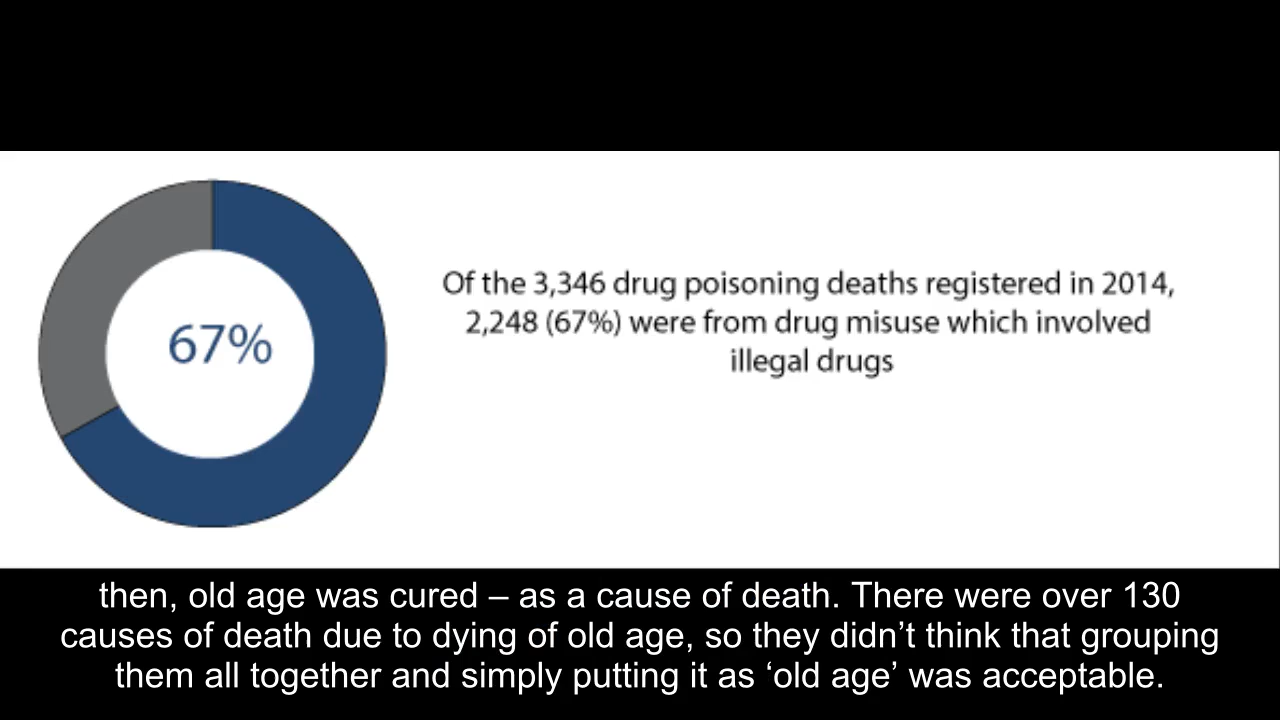 67%
Of the 3,346 drug poisoning deaths registered in 2014,
2,248 (67%) were from drug misuse which involved
illegal drugs
then, old age was cured – as a cause of death. There were over 130
causes of death due to dying of old age, so they didn’t think that grouping
them all together and simply putting it as ‘old age’ was acceptable.